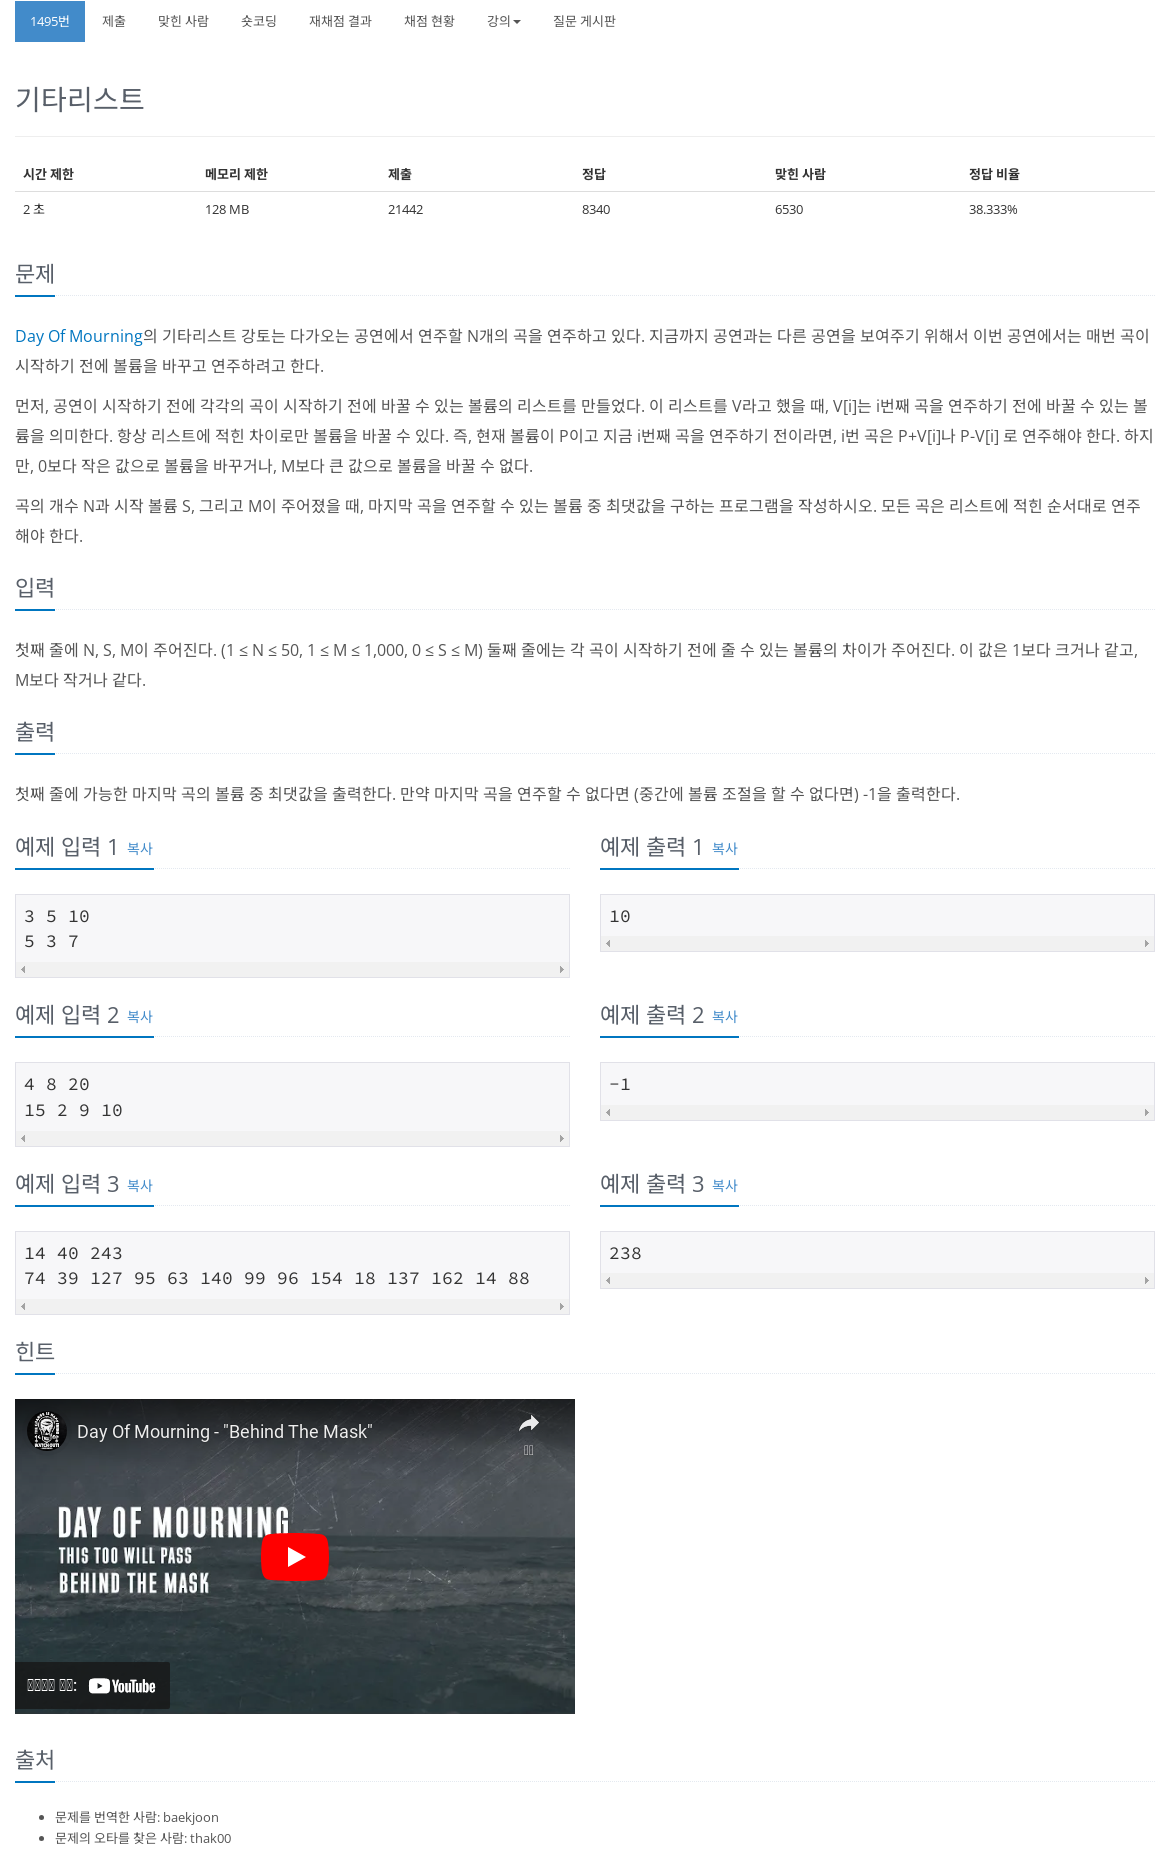 1495번 제출 맞힌 사람 숏코딩 재채점 결과 채점 현황 강의 질문 게시판
기타리스트
시간 제한 메모리 제한 제출 정답 맞힌 사람 정답 비율
2 초 128 MB 21442 8340 6530 38.333%
문제
Day Of Mourning의 기타리스트 강토는 다가오는 공연에서 연주할 N개의 곡을 연주하고 있다. 지금까지 공연과는 다른 공연을 보여주기 위해서 이번 공연에서는 매번 곡이
시작하기 전에 볼륨을 바꾸고 연주하려고 한다.
먼저, 공연이 시작하기 전에 각각의 곡이 시작하기 전에 바꿀 수 있는 볼륨의 리스트를 만들었다. 이 리스트를 V라고 했을 때, V[i]는 i번째 곡을 연주하기 전에 바꿀 수 있는 볼
륨을 의미한다. 항상 리스트에 적힌 차이로만 볼륨을 바꿀 수 있다. 즉, 현재 볼륨이 P이고 지금 i번째 곡을 연주하기 전이라면, i번 곡은 P+V[i]나 P-V[i] 로 연주해야 한다. 하지
만, 0보다 작은 값으로 볼륨을 바꾸거나, M보다 큰 값으로 볼륨을 바꿀 수 없다.
곡의 개수 N과 시작 볼륨 S, 그리고 M이 주어졌을 때, 마지막 곡을 연주할 수 있는 볼륨 중 최댓값을 구하는 프로그램을 작성하시오. 모든 곡은 리스트에 적힌 순서대로 연주
해야 한다.
입력
첫째 줄에 N, S, M이 주어진다. (1 ≤ N ≤ 50, 1 ≤ M ≤ 1,000, 0 ≤ S ≤ M) 둘째 줄에는 각 곡이 시작하기 전에 줄 수 있는 볼륨의 차이가 주어진다. 이 값은 1보다 크거나 같고,
M보다 작거나 같다.
출력
첫째 줄에 가능한 마지막 곡의 볼륨 중 최댓값을 출력한다. 만약 마지막 곡을 연주할 수 없다면 (중간에 볼륨 조절을 할 수 없다면) -1을 출력한다.
예제 입력 1 복사
3 5 10
5 3 7
예제 출력 1 복사
10
예제 입력 2 복사
4 8 20
15 2 9 10
예제 출력 2 복사
-1
예제 입력 3 복사
14 40 243
74 39 127 95 63 140 99 96 154 18 137 162 14 88
예제 출력 3 복사
238
힌트
Day Of Mourning - "Behind The Mask"
DAY OF MOURNING
THIS TOO WILL PASS
BEHIND THE MASK
YouTube
출처
문제를 번역한 사람: baekjoon
문제의 오타를 찾은 사람: thak00